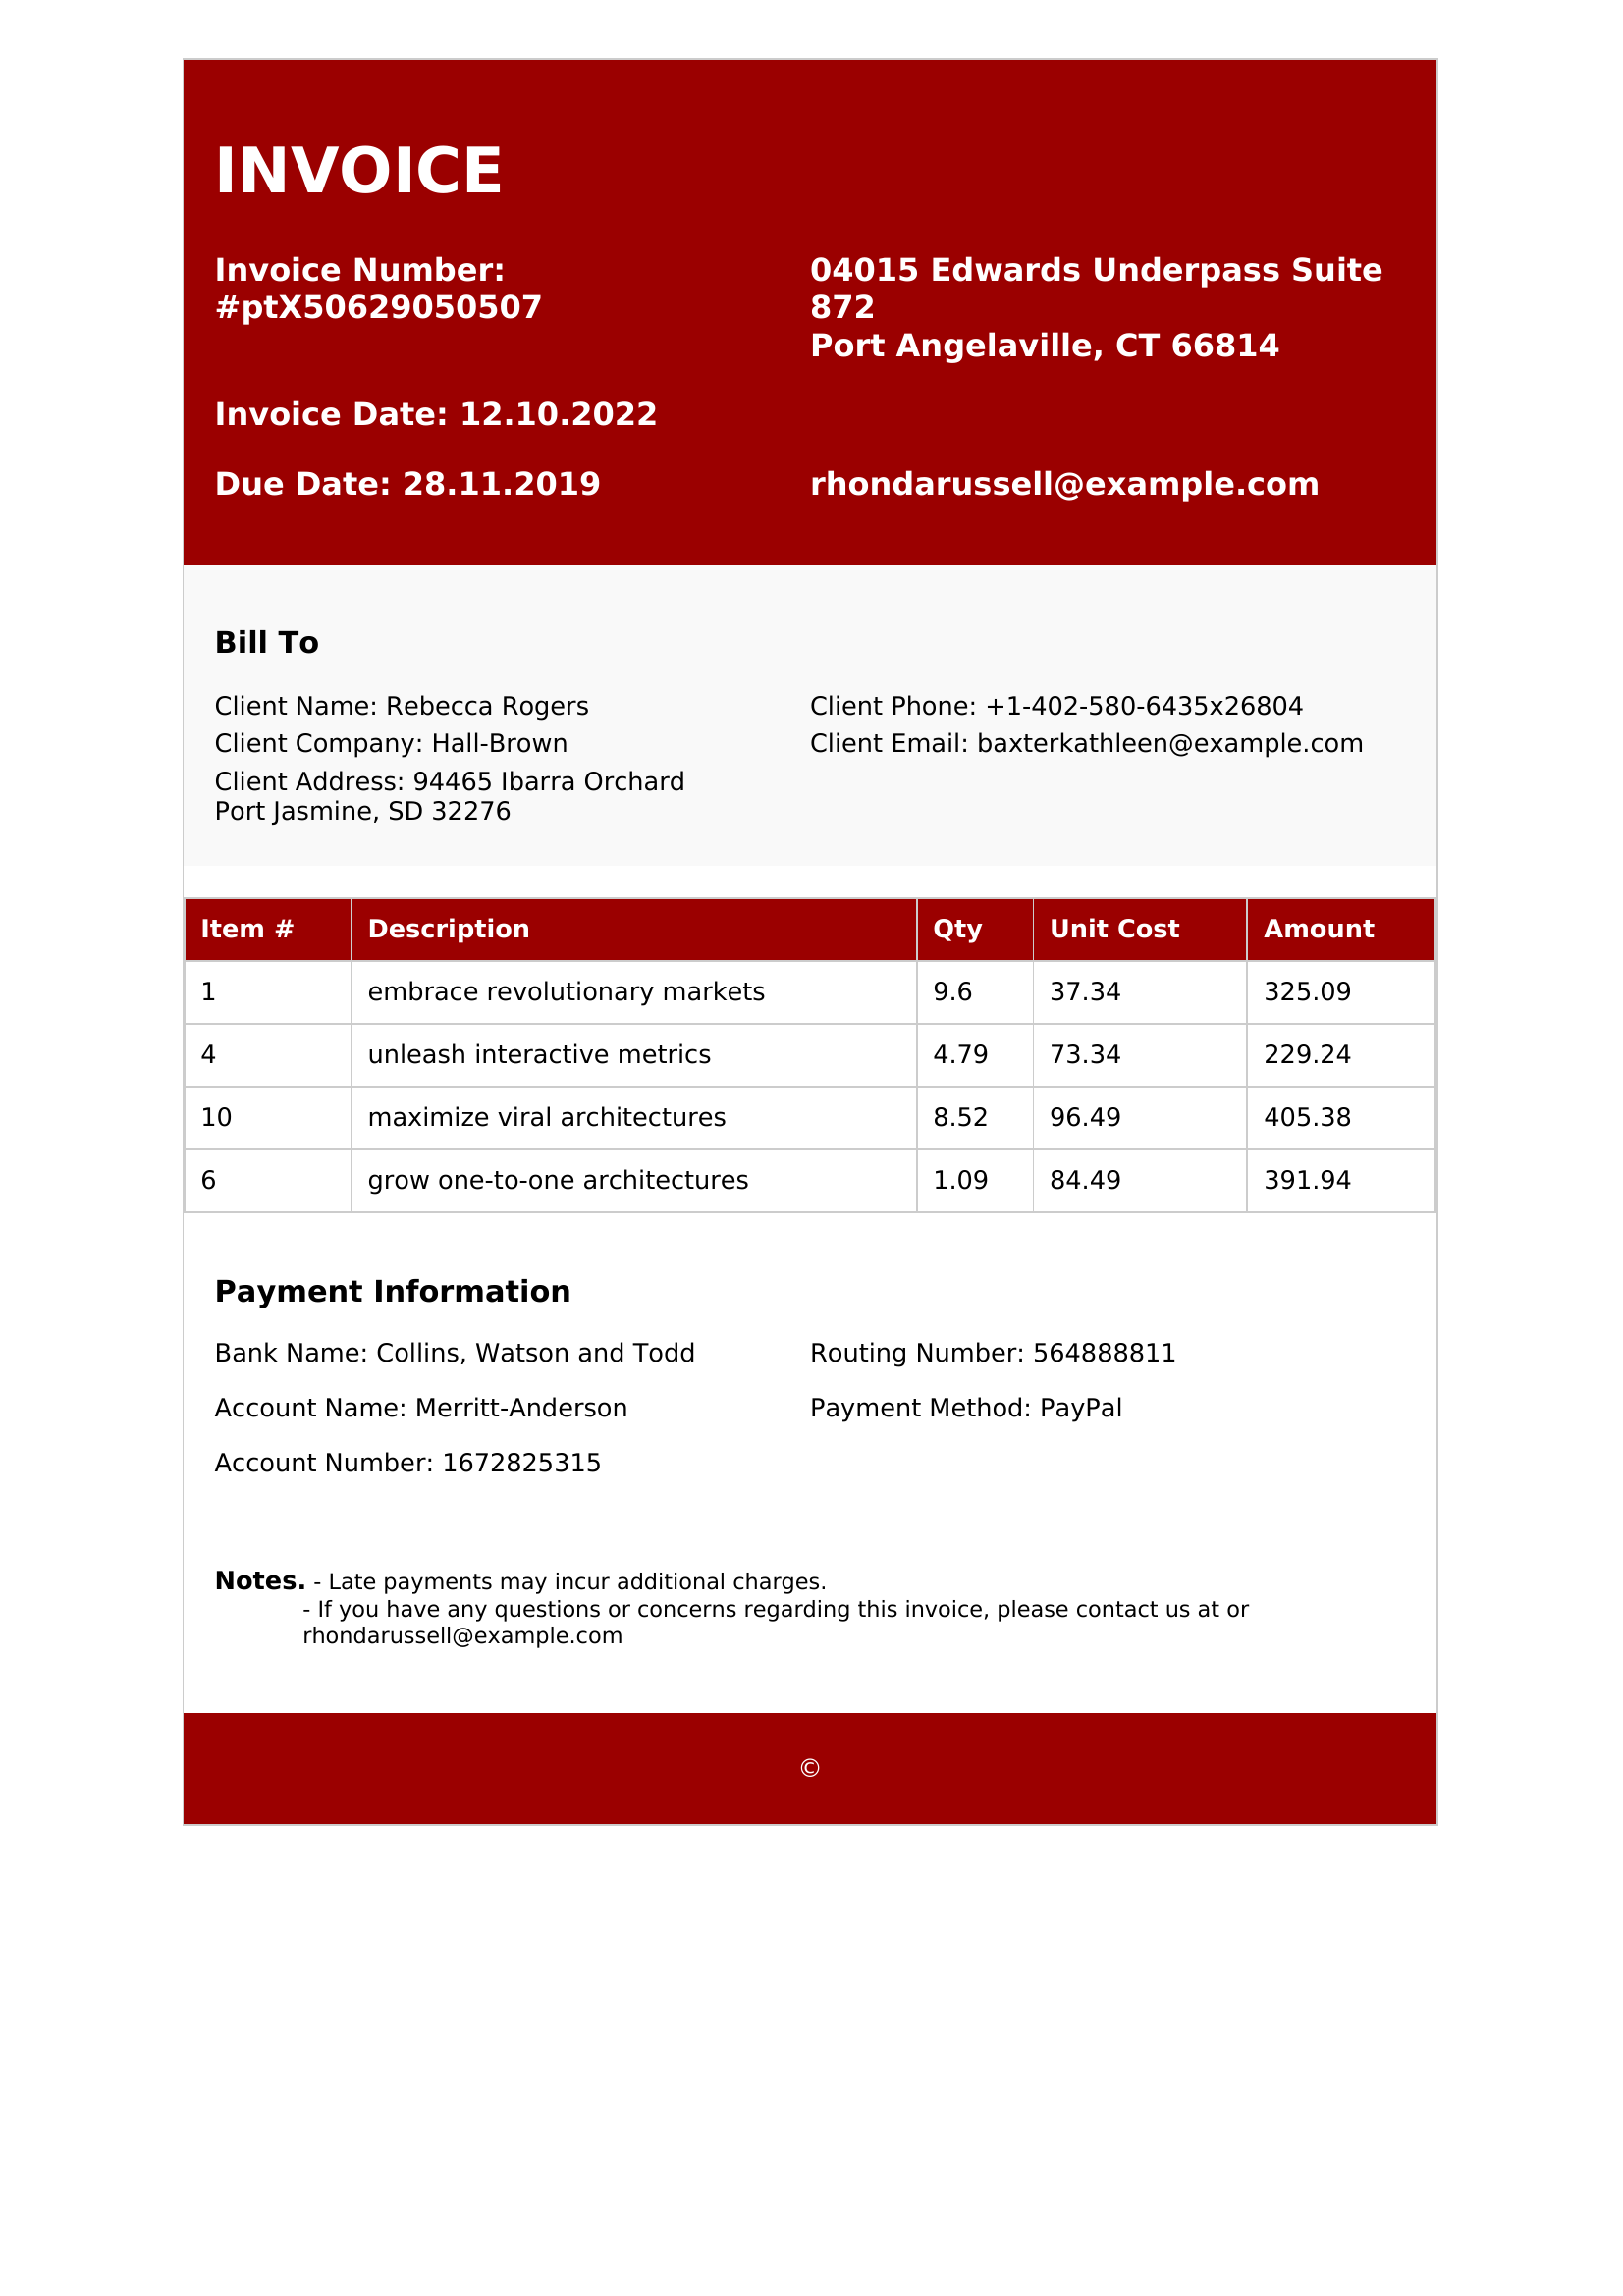 INVOICE
Invoice Number:
#ptX50629050507
04015 Edwards Underpass Suite
872
Port Angelaville, CT 66814
Invoice Date: 12.10.2022
Due Date: 28.11.2019
rhondarussell@example.com
Bill To
Client Name: Rebecca Rogers
Client Company: Hall-Brown
Client Address: 94465 Ibarra Orchard
Port Jasmine, SD 32276
Client Phone: +1-402-580-6435x26804
Client Email: baxterkathleen@example.com
Item # Description Qty Unit Cost Amount
1 embrace revolutionary markets 9.6 37.34 325.09
4 unleash interactive metrics 4.79 73.34 229.24
10 maximize viral architectures 8.52 96.49 405.38
6 grow one-to-one architectures 1.09 84.49 391.94
Payment Information
Bank Name: Collins, Watson and Todd
Account Name: Merritt-Anderson
Account Number: 1672825315
Routing Number: 564888811
Payment Method: PayPal
Notes. - Late payments may incur additional charges.
- If you have any questions or concerns regarding this invoice, please contact us at or
rhondarussell@example.com
©